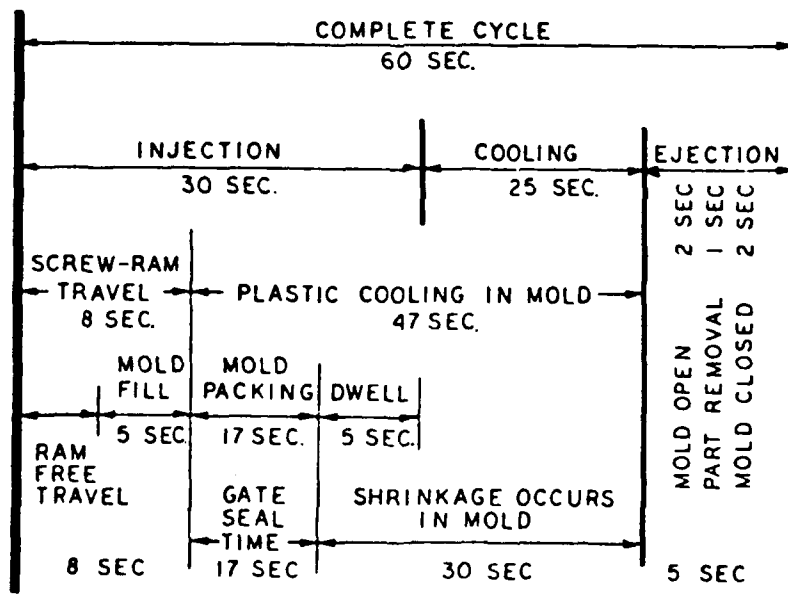 COMPLETE CYCLE
60 SEC.
INJECTION
30 SEC.
COOLING
25 SEC.
EJECTION
2 SEC
1 SEC
2 SEC
SCREW-RAM
TRAVEL
8 SEC.
PLASTIC COOLING IN MOLD
47 SEC.
MOLD
FILL
5 SEC.
MOLD
PACKING
17 SEC.
DWELL
5 SEC.
MOLD OPEN
PART REMOVAL
MOLD CLOSED
RAM
FREE
TRAVEL
GATE
SEAL
TIME
SHRINKAGE OCCURS
IN MOLD
8 SEC
17 SEC
30 SEC
5 SEC